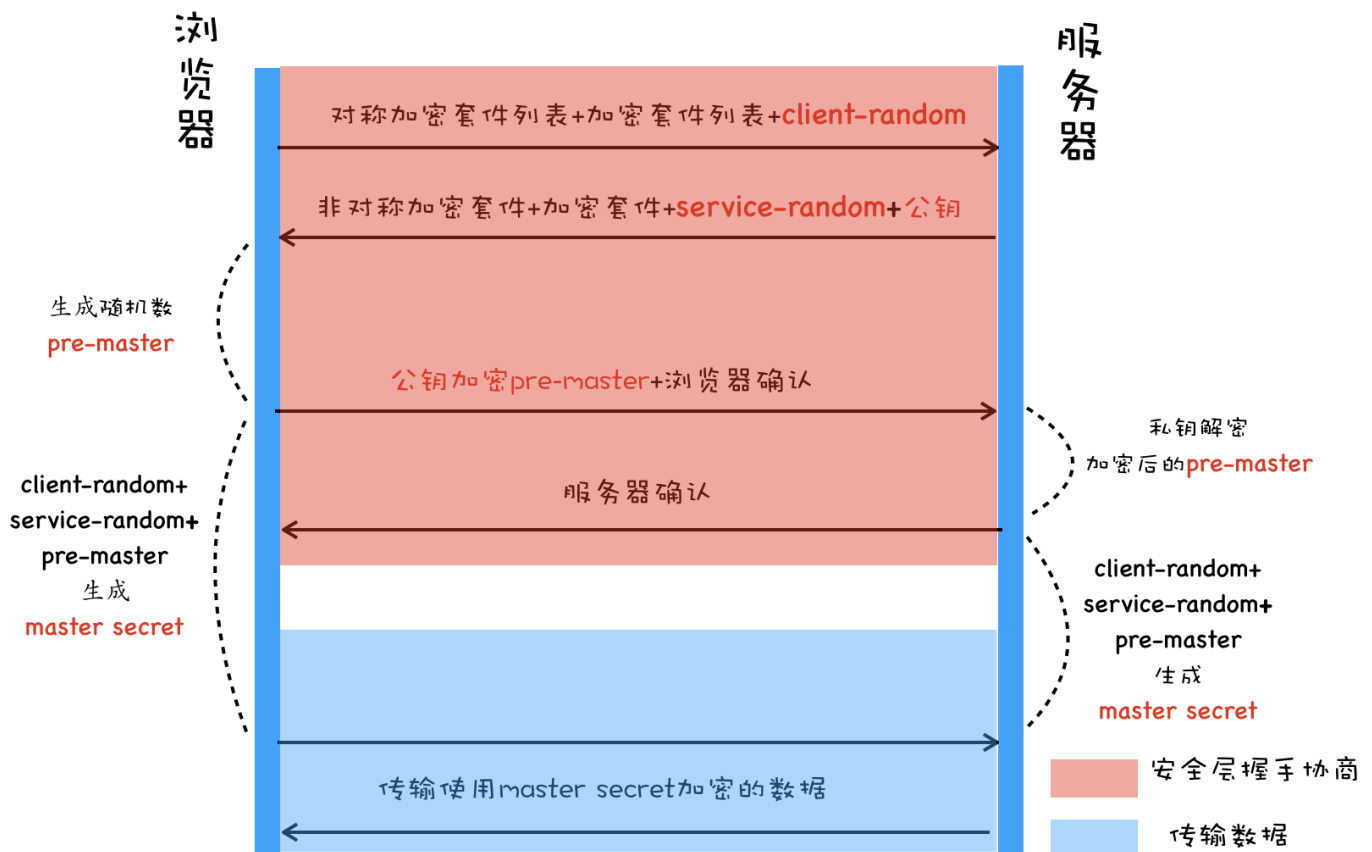 浏览器
服务器
对称加密套件列表+加密套件列表+client-random
非对称加密套件+加密套件+service-random+公钥
生成随机数
pre-master
公钥加密pre-master+浏览器确认
私钥解密
加密后的pre-master
服务器确认
client-random+
service-random+
pre-master
生成
master secret
client-random+
service-random+
pre-master
生成
master secret
传输使用master secret加密的数据
安全层握手协商
传输数据